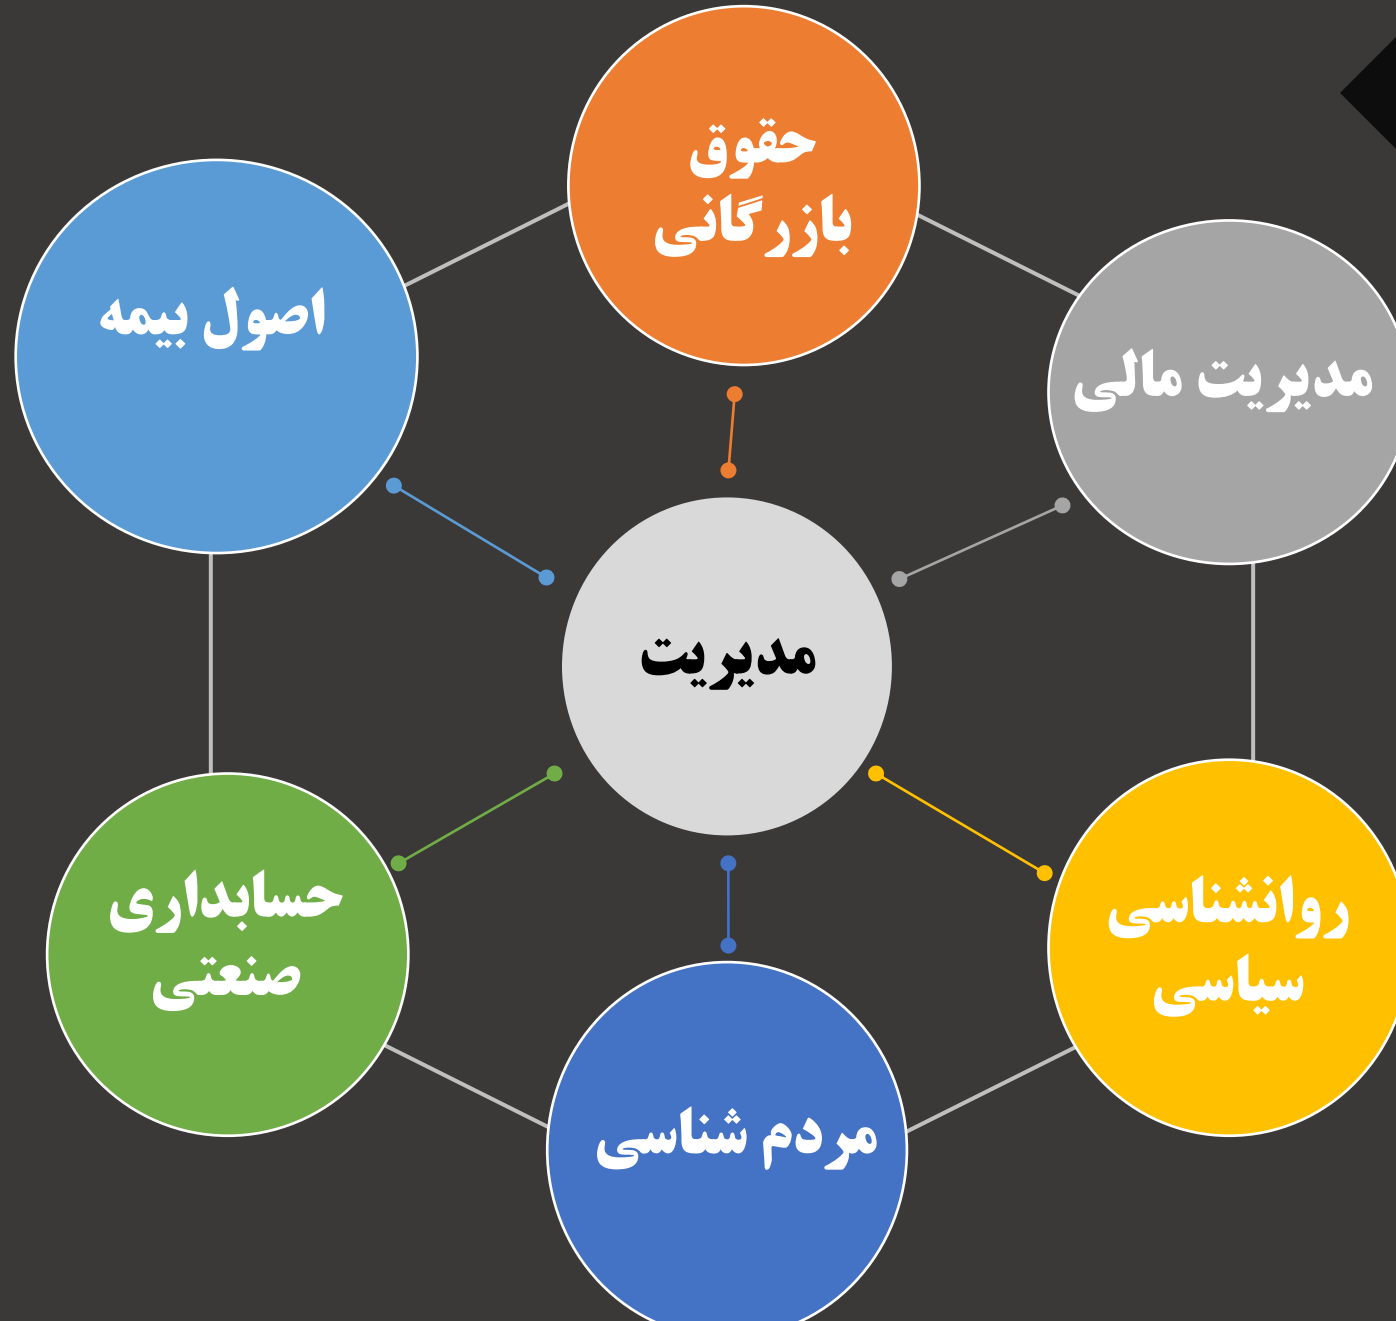 حقوق
بازرگانی
اصول بیمه
مدیریت مالی
مدیریت
حسابداری
صنعتی
روانشناسی
سیاسی
مردم شناسی